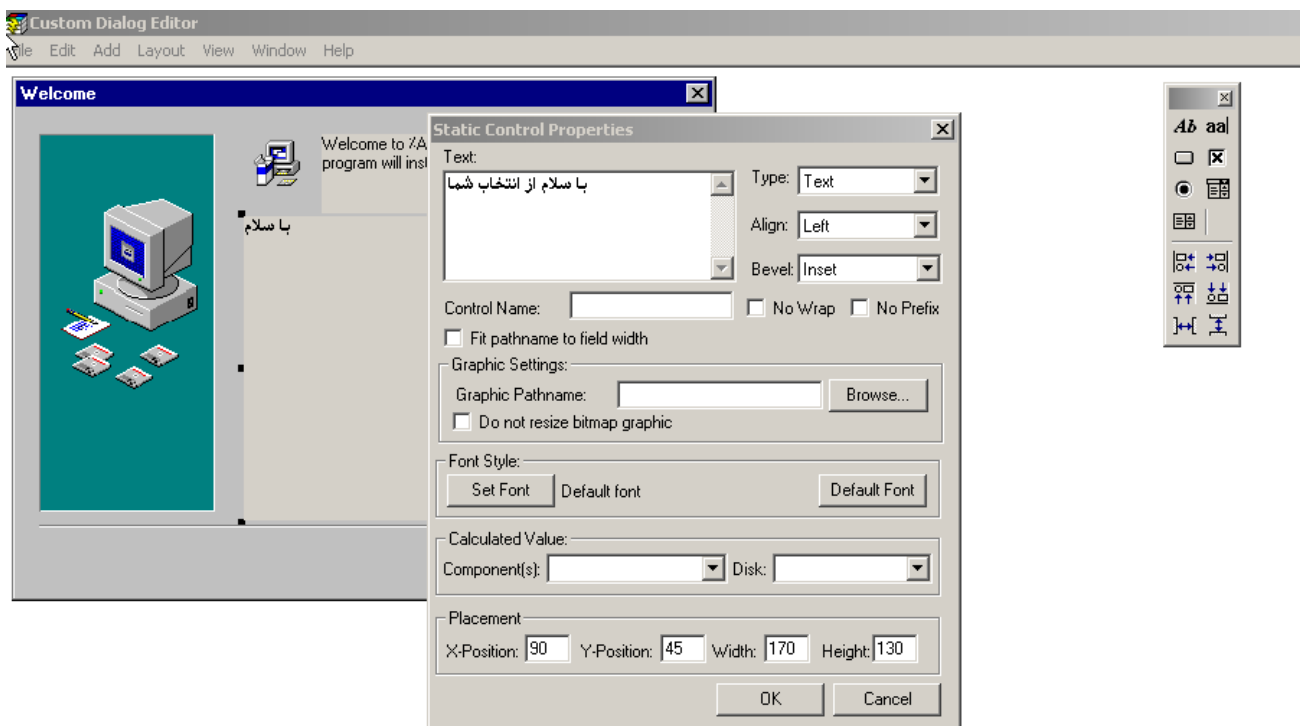 Custom Dialog Editor
File Edit Add Layout View Window Help
Welcome
Welcome to %A
program will inst
با سلام
Static Control Properties
Text:
با سلام از انتخاب شما
Type: Text
Align: Left
Bevel: Inset
Control Name:
No Wrap No Prefix
Fit pathname to field width
Graphic Settings:
Graphic Pathname: Browse...
Do not resize bitmap graphic
Font Style:
Set Font Default font Default Font
Calculated Value:
Component(s): Disk:
Placement
X-Position: 90 Y-Position: 45 Width: 170 Height: 130
OK Cancel
Ab aa